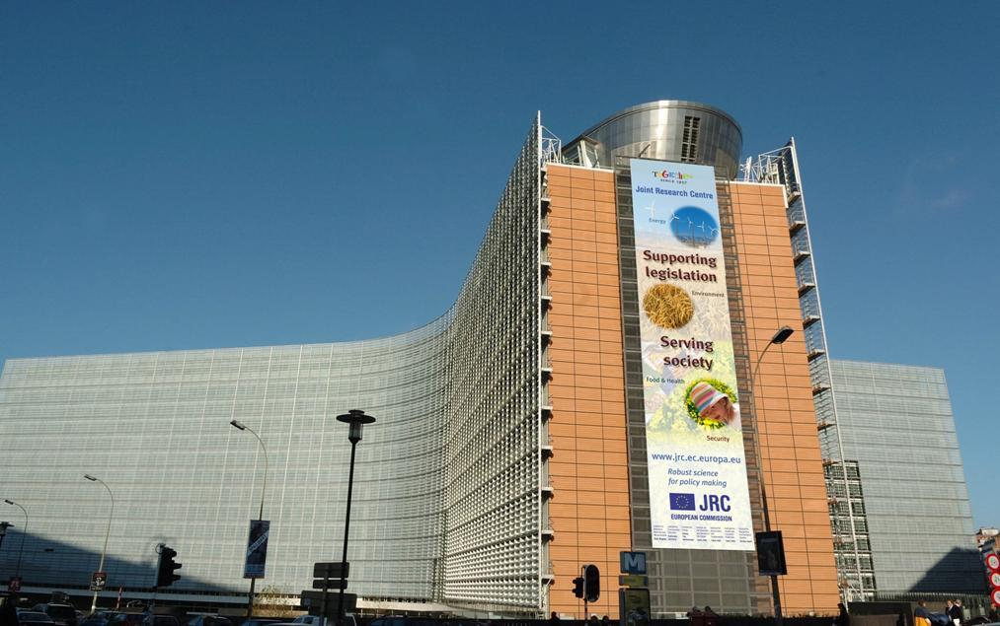 Together
SINCE 1957
Joint Research Centre
Energy
Supporting
legislation
Environment
Serving
society
Food & Health
Security
www.jrc.ec.europa.eu
Robust science
for policy making
JRC
EUROPEAN COMMISSION
M